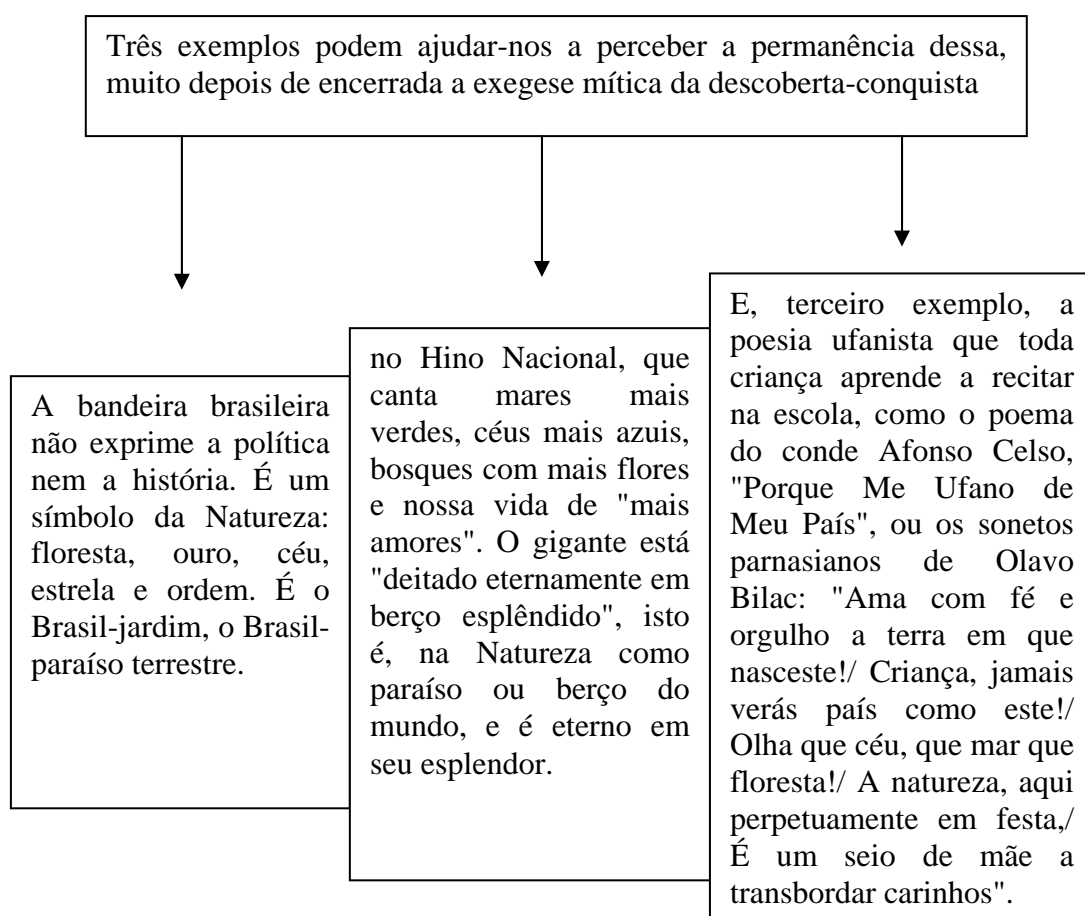 Três exemplos podem ajudar-nos a perceber a permanência dessa,
muito depois de encerrada a exegese mítica da descoberta-conquista
A bandeira brasileira
não exprime a política
nem a história. É um
símbolo da Natureza:
floresta, ouro, céu,
estrela e ordem. É o
Brasil-jardim, o Brasil-
paraíso terrestre.
no Hino Nacional, que
canta mares mais
verdes, céus mais azuis,
bosques com mais flores
e nossa vida de "mais
amores". O gigante está
"deitado eternamente em
berço esplêndido", isto
é, na Natureza como
paraíso ou berço do
mundo, e é eterno em
seu esplendor.
E, terceiro exemplo, a
poesia ufanista que toda
criança aprende a recitar
na escola, como o poema
do conde Afonso Celso,
"Porque Me Ufano de
Meu País", ou os sonetos
parnasianos de Olavo
Bilac: "Ama com fé e
orgulho a terra em que
nasceste!/ Criança, jamais
verás país como este!/
Olha que céu, que mar que
floresta!/ A natureza, aqui
perpetuamente em festa,/
É um seio de mãe a
transbordar carinhos".